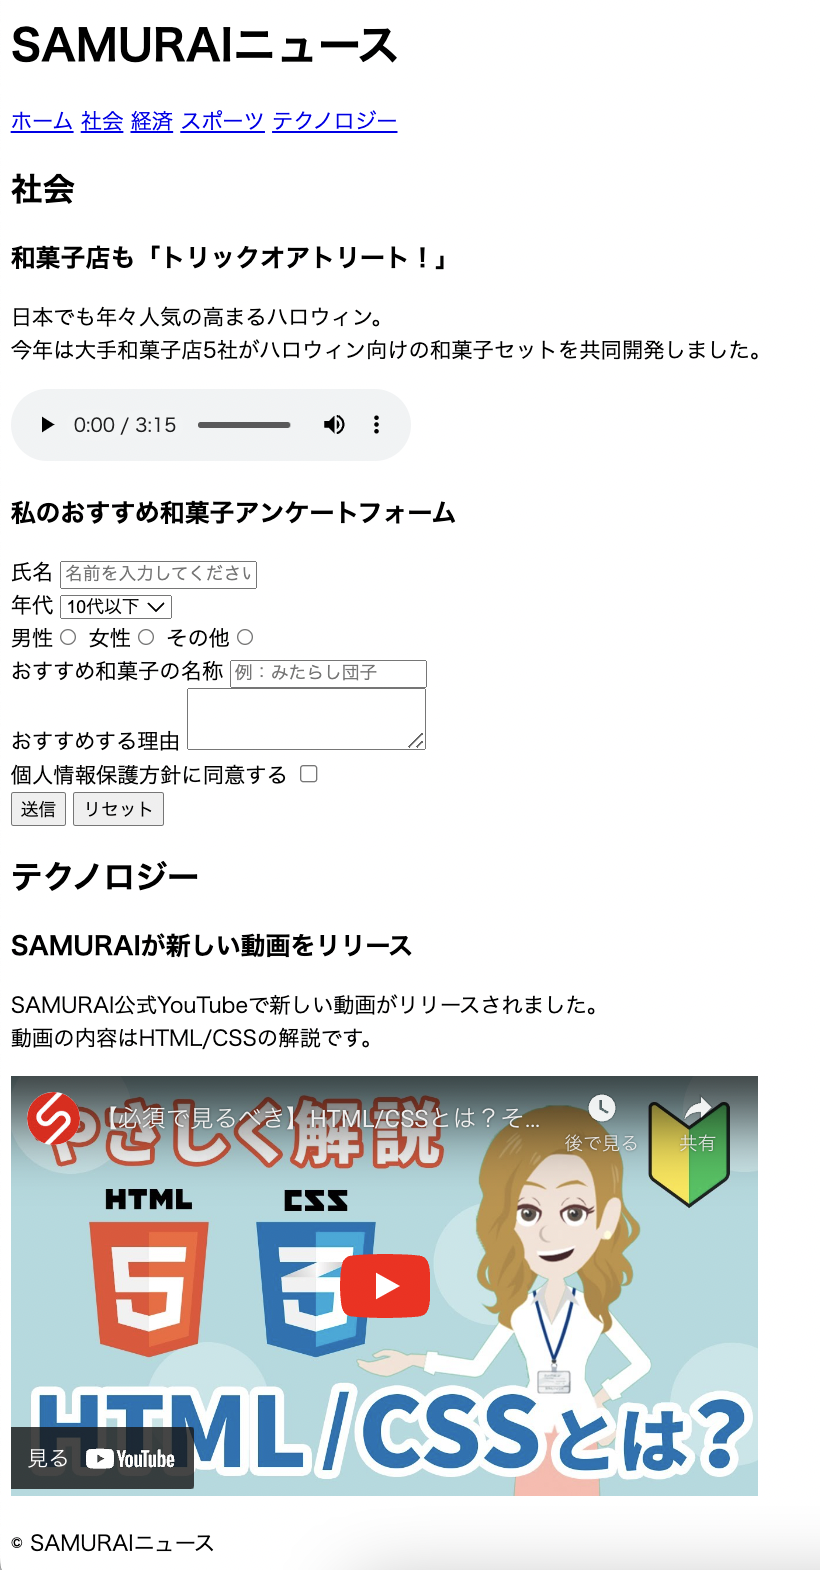 SAMURAIニュース
ホーム 社会 経済 スポーツ テクノロジー
社会
和菓子店も「トリックオアトリート！」
日本でも年々人気の高まるハロウィン。
今年は大手和菓子店5社がハロウィン向けの和菓子セットを共同開発しました。
0:00 / 3:15
私のおすすめ和菓子アンケートフォーム
氏名 名前を入力してください
年代 10代以下
男性 女性 その他
おすすめ和菓子の名称 例：みたらし団子
おすすめする理由
個人情報保護方針に同意する
送信 リセット
テクノロジー
SAMURAIが新しい動画をリリース
SAMURAI公式YouTubeで新しい動画がリリースされました。
動画の内容はHTML/CSSの解説です。
【必須で見るべき】HTML/CSSとは？そ...
後で見る 共有
やさしく解説
HTML CSS
5 3
HTML/CSSとは？
見る YouTube
© SAMURAIニュース